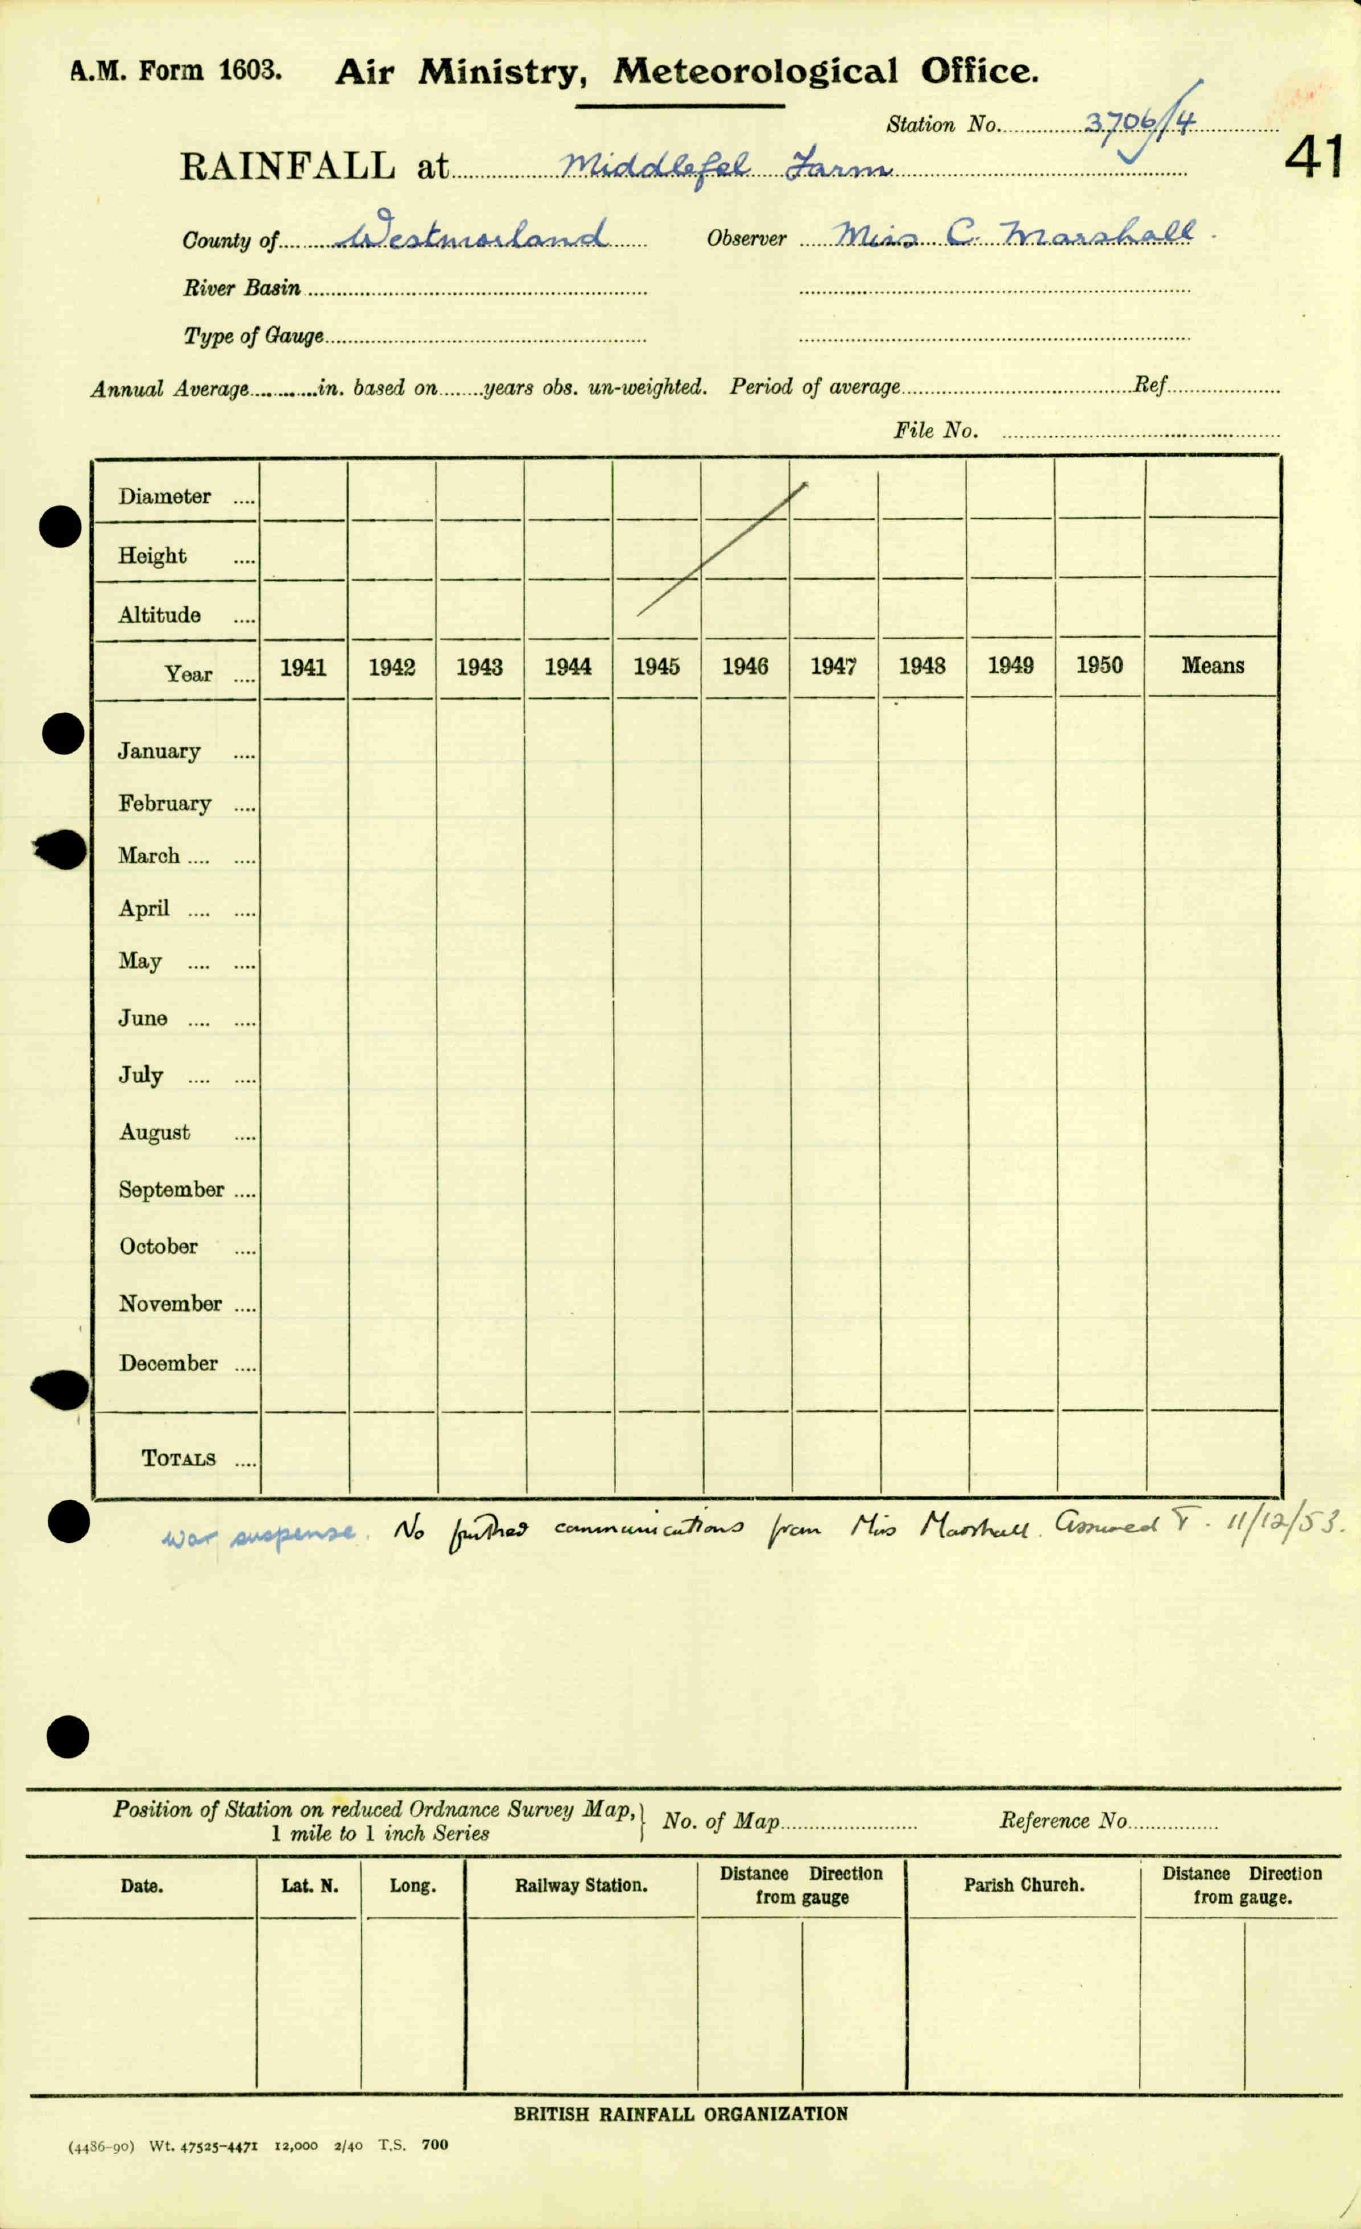 A.M. Form 1603. Air Ministry, Meteorological Office.
Station No. 3706/4
41
RAINFALL at Middlefel Farm
County of Westmorland Observer Miss C. Marshall.
River Basin
Type of Gauge
Annual Average in. based on years obs. un-weighted. Period of average Ref.
File No.
Diameter
Height
Altitude
Year 1941 1942 1943 1944 1945 1946 1947 1948 1949 1950 Means
January
February
March
April
May
June
July
August
September
October
November
December
TOTALS
war suspense. No further communications from Miss Marshall. Assumed T. 11/12/53.
Position of Station on reduced Ordnance Survey Map, } No. of Map Reference No.
1 mile to 1 inch Series
Date. Lat. N. Long. Railway Station. Distance Direction from gauge Parish Church. Distance Direction from gauge.
BRITISH RAINFALL ORGANIZATION
(4486-90) Wt. 47525-4471 12,000 2/40 T.S. 700